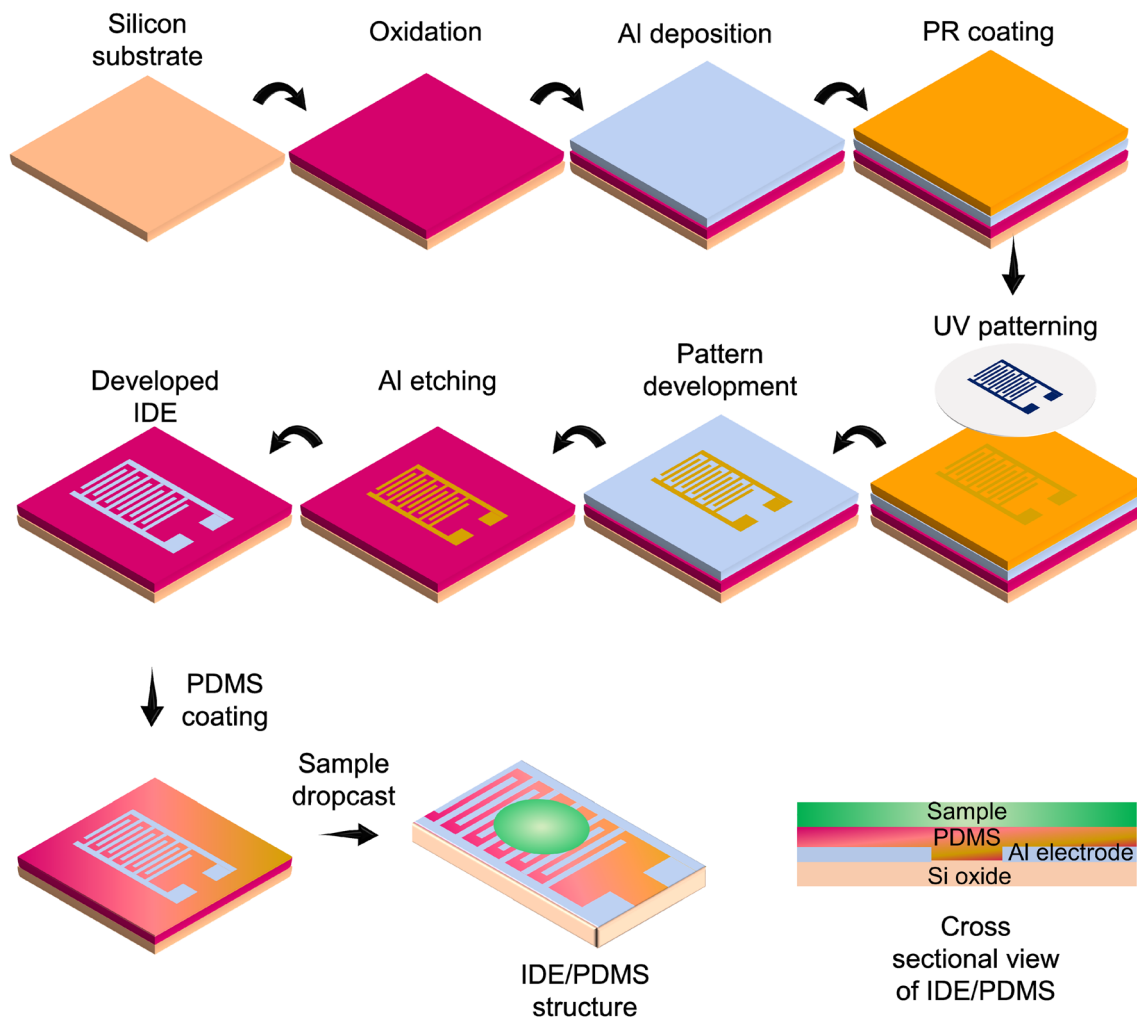 Silicon
substrate
Oxidation
Al deposition
PR coating
UV patterning
Pattern
development
Al etching
Developed
IDE
PDMS
coating
Sample
dropcast
IDE/PDMS
structure
Sample
PDMS
Al electrode
Si oxide
Cross
sectional view
of IDE/PDMS